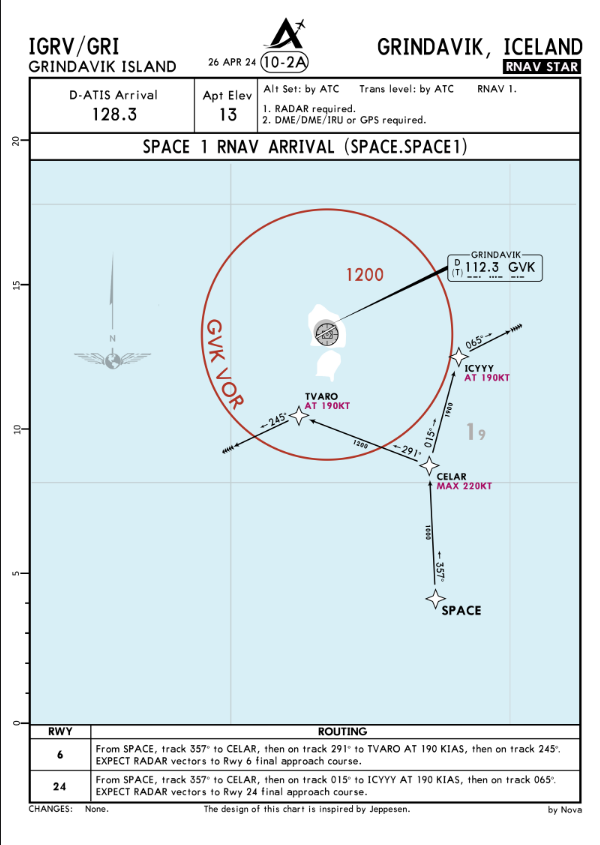 IGRV/GRI
GRINDAVIK ISLAND
26 APR 24
10-2A
GRINDAVIK, ICELAND
RNAV STAR
D-ATIS Arrival
128.3
Apt Elev
13
Alt Set: by ATC Trans level: by ATC RNAV 1.
1. RADAR required.
2. DME/DME/IRU or GPS required.
SPACE 1 RNAV ARRIVAL (SPACE.SPACE1)
20
15
10
5
0
GRINDAVIK
D
(T)
112.3 GVK
1200
GVK VOR
N
065°
ICYYY
AT 190KT
TVARO
AT 190KT
245°
1200
291°
015°
1900
19
CELAR
MAX 220KT
1000
357°
SPACE
RWY
ROUTING
6
From SPACE, track 357° to CELAR, then on track 291° to TVARO AT 190 KIAS, then on track 245°.
EXPECT RADAR vectors to Rwy 6 final approach course.
24
From SPACE, track 357° to CELAR, then on track 015° to ICYYY AT 190 KIAS, then on track 065°.
EXPECT RADAR vectors to Rwy 24 final approach course.
CHANGES: None.
The design of this chart is inspired by Jeppesen.
by Nova